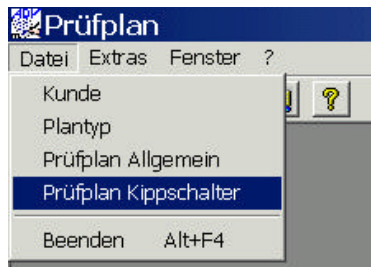 Prüfplan
Datei Extras Fenster ?
Kunde
Plantyp
Prüfplan Allgemein
Prüfplan Kippschalter
Beenden Alt+F4